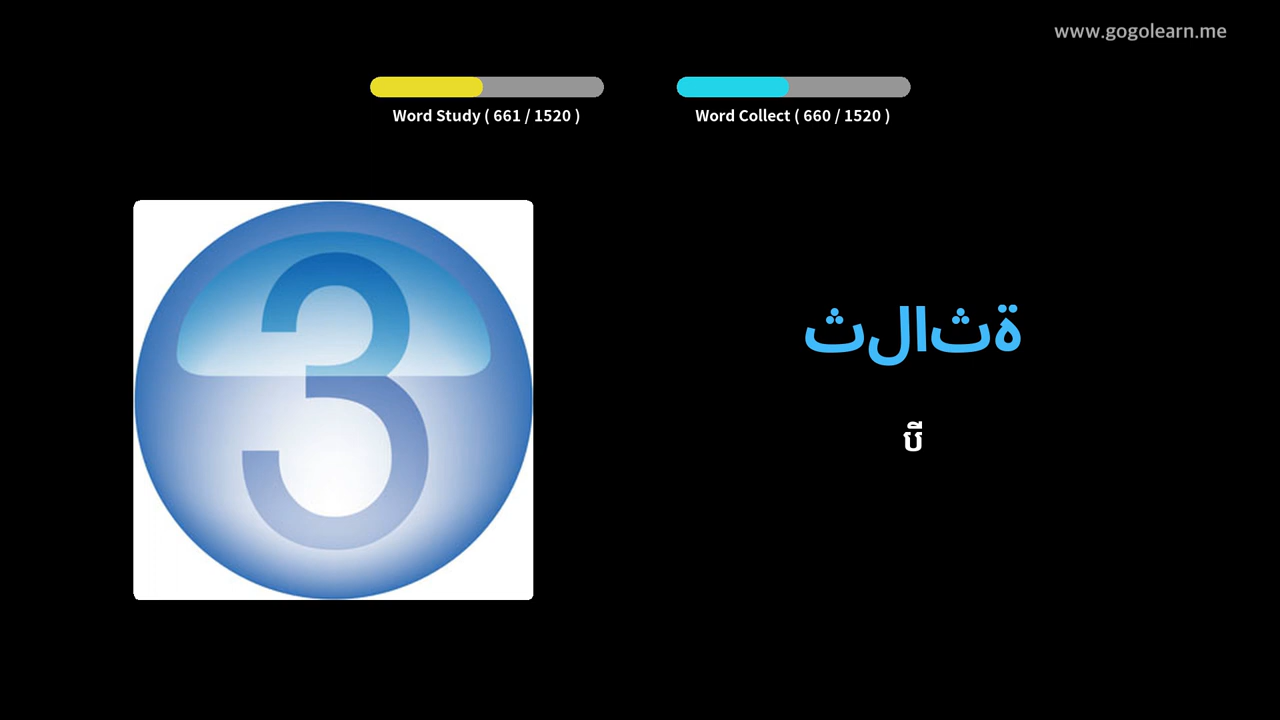 www.gogolearn.me
Word Study ( 661 / 1520 )
Word Collect ( 660 / 1520 )
3
ثلاثة
បី